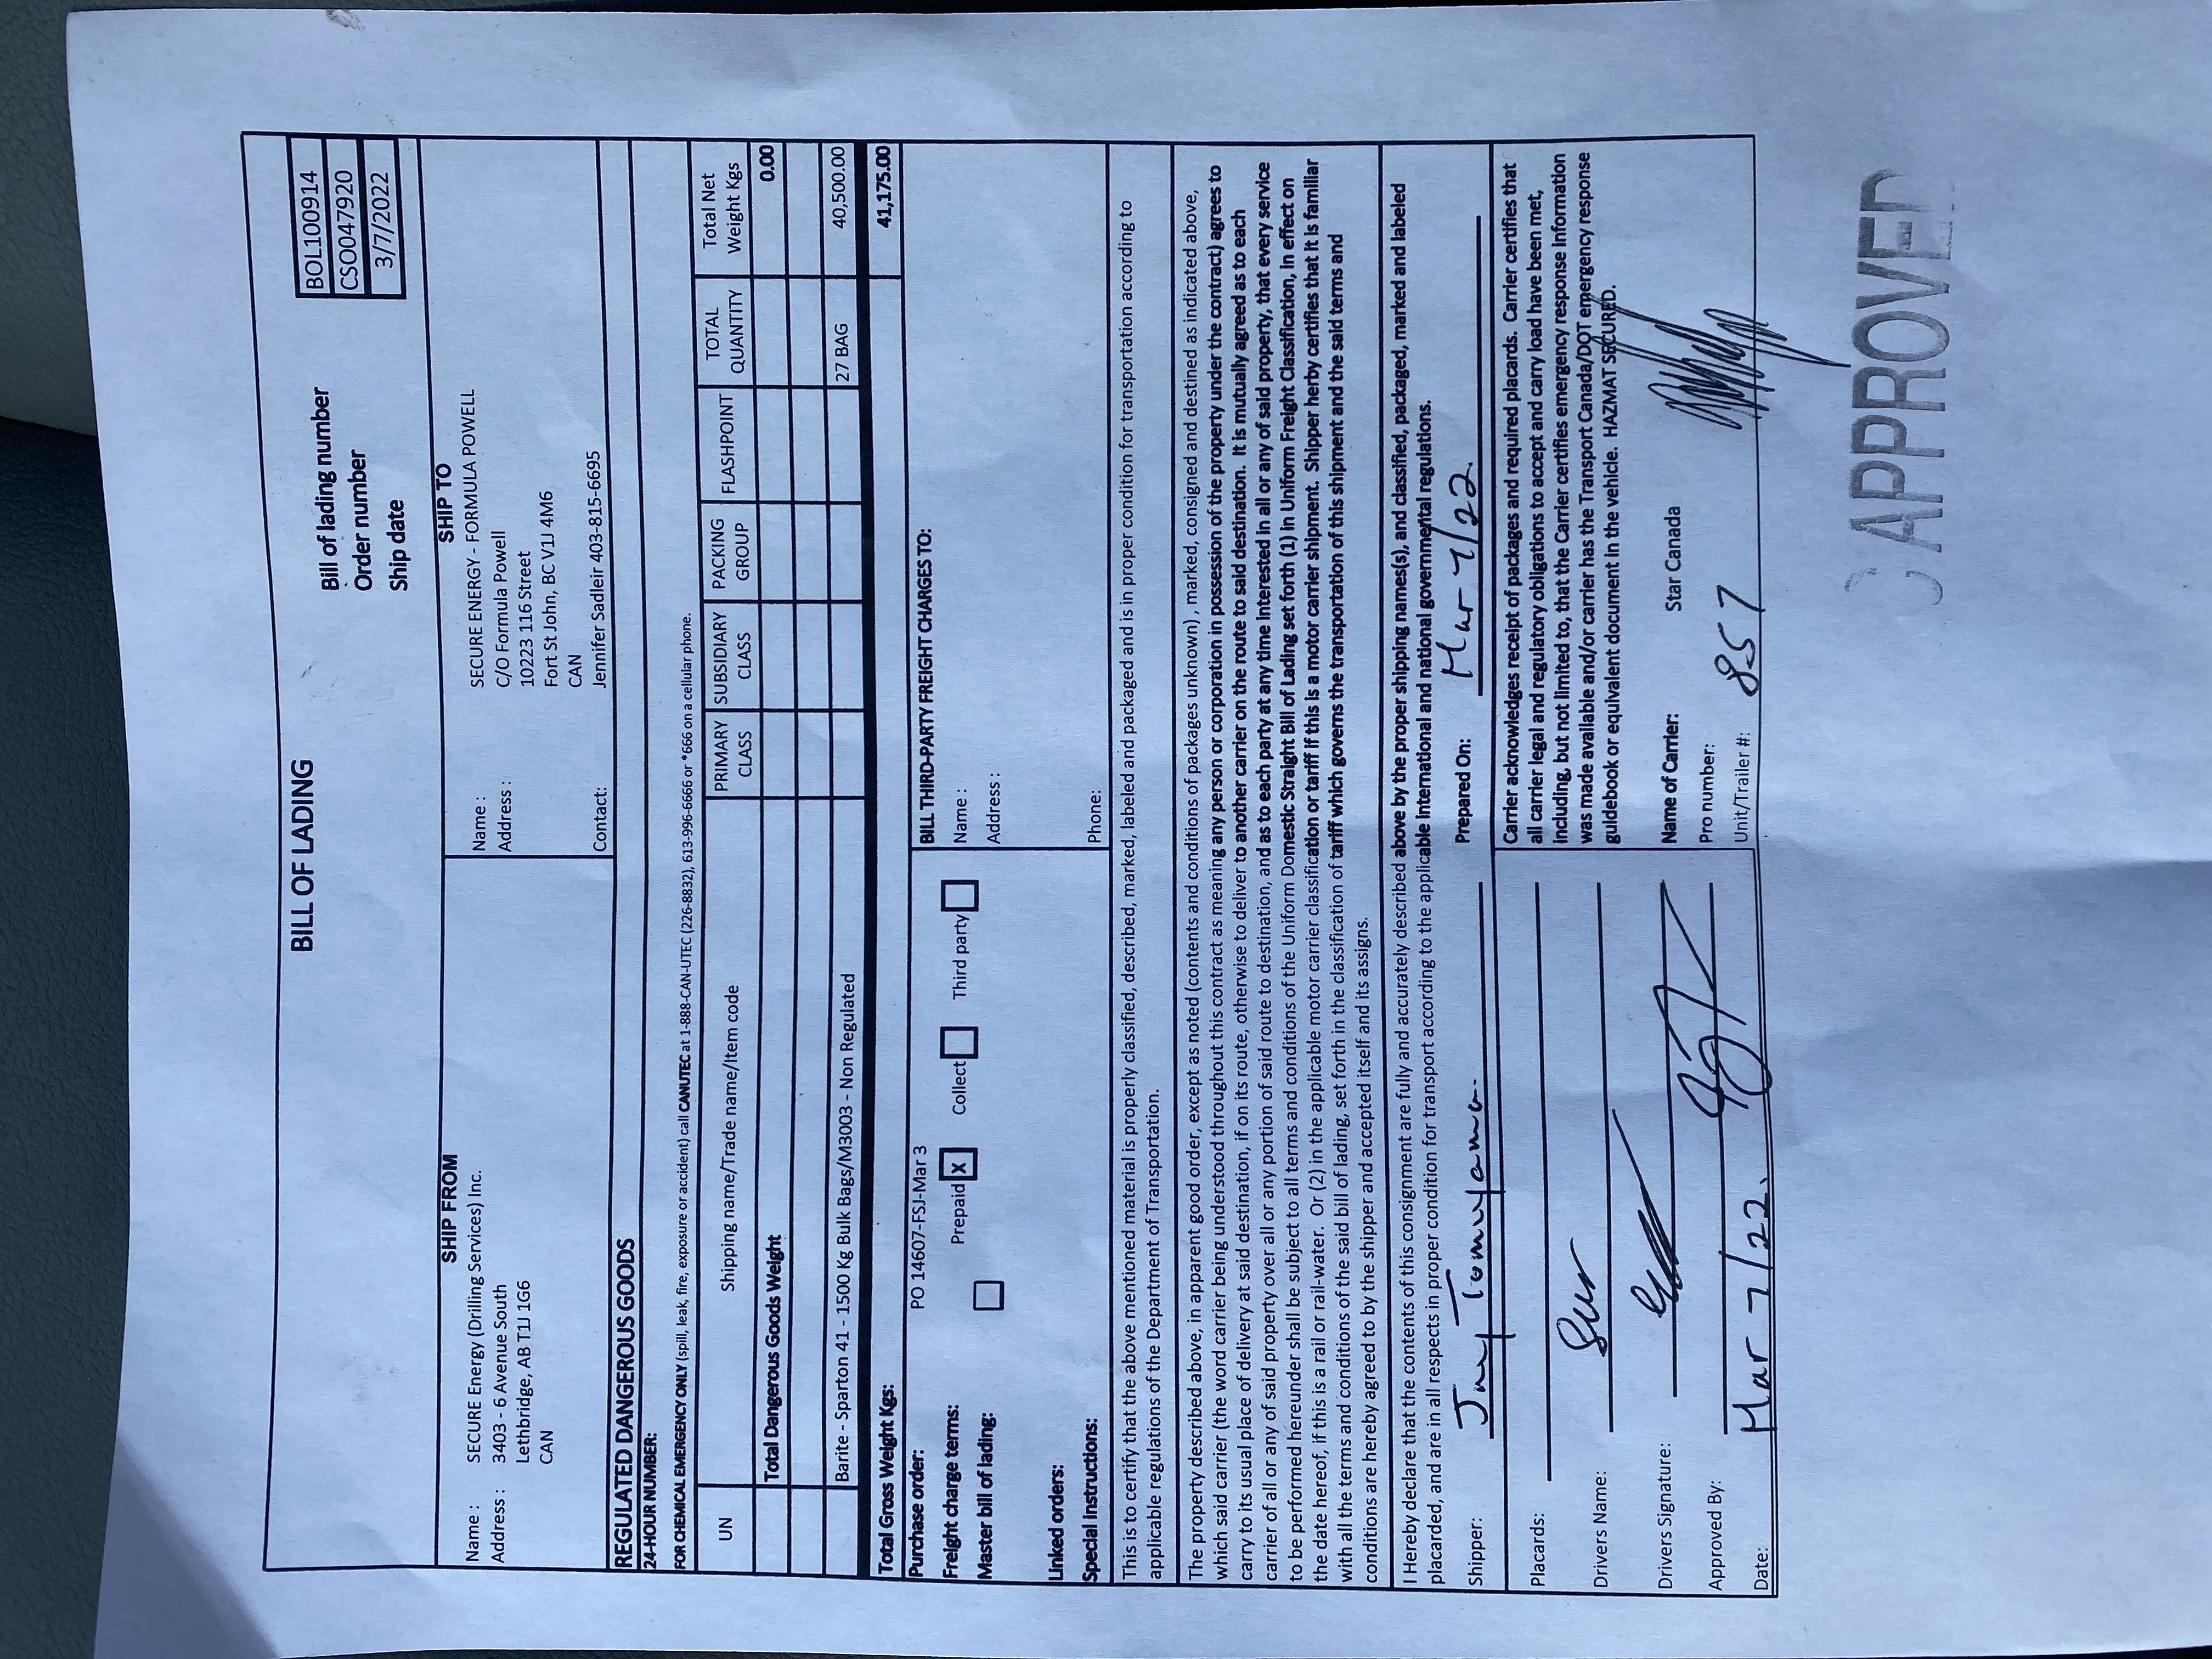 BILL OF LADING
Bill of lading number BOL100914
Order number CSO047920
Ship date 3/7/2022
SHIP FROM
Name : SECURE Energy (Drilling Services) Inc.
Address : 3403 - 6 Avenue South
Lethbridge, AB T1J 1G6
CAN
SHIP TO
Name : SECURE ENERGY - FORMULA POWELL
Address : C/O Formula Powell
10223 116 Street
Fort St John, BC V1J 4M6
CAN
Contact: Jennifer Sadleir 403-815-6695
REGULATED DANGEROUS GOODS
24-HOUR NUMBER:
FOR CHEMICAL EMERGENCY ONLY (spill, leak, fire, exposure or accident) call CANUTEC at 1-888-CAN-UTEC (226-8832), 613-996-6666 or *666 on a cellular phone.
UN Shipping name/Trade name/Item code PRIMARY CLASS SUBSIDIARY CLASS PACKING GROUP FLASHPOINT TOTAL QUANTITY Total Net Weight Kgs
Total Dangerous Goods Weight 0.00
Barite - Sparton 41 - 1500 Kg Bulk Bags/M3003 - Non Regulated 27 BAG 40,500.00
Total Gross Weight Kgs: 41,175.00
Purchase order: PO 14607-FSJ-Mar 3
Freight charge terms: Prepaid X Collect Third party
Master bill of lading:
Linked orders:
Special instructions:
BILL THIRD-PARTY FREIGHT CHARGES TO:
Name :
Address :
Phone:
This is to certify that the above mentioned material is properly classified, described, marked, labeled and packaged and is in proper condition for transportation according to
applicable regulations of the Department of Transportation.
The property described above, in apparent good order, except as noted (contents and conditions of packages unknown) , marked, consigned and destined as indicated above,
which said carrier (the word carrier being understood throughout this contract as meaning any person or corporation in possession of the property under the contract) agrees to
carry to its usual place of delivery at said destination, if on its route, otherwise to deliver to another carrier on the route to said destination. It is mutually agreed as to each
carrier of all or any of said property over all or any portion of said route to destination, and as to each party at any time interested in all or any of said property, that every service
to be performed hereunder shall be subject to all terms and conditions of the Uniform Domestic Straight Bill of Lading set forth (1) in Uniform Freight Classification, in effect on
the date hereof, if this is a rail or rail-water. Or (2) in the applicable motor carrier classification or tariff if this is a motor carrier shipment. Shipper herby certifies that it is familiar
with all the terms and conditions of the said bill of lading, set forth in the classification of tariff which governs the transportation of this shipment and the said terms and
conditions are hereby agreed to by the shipper and accepted itself and its assigns.
I Hereby declare that the contents of this consignment are fully and accurately described above by the proper shipping names(s), and classified, packaged, marked and labeled
placarded, and are in all respects in proper condition for transport according to the applicable international and national governmental regulations.
Shipper: Tomuyama. Prepared On: Mar 7/22
Placards:
Drivers Name:
Drivers Signature:
Approved By:
Date: Mar 7/22.
Carrier acknowledges receipt of packages and required placards. Carrier certifies that
all carrier legal and regulatory obligations to accept and carry load have been met,
including, but not limited to, that the Carrier certifies emergency response information
was made available and/or carrier has the Transport Canada/DOT emergency response
guidebook or equivalent document in the vehicle. HAZMAT SECURED.
Name of Carrier: Star Canada
Pro number:
Unit/Trailer #: 857
APPROVED